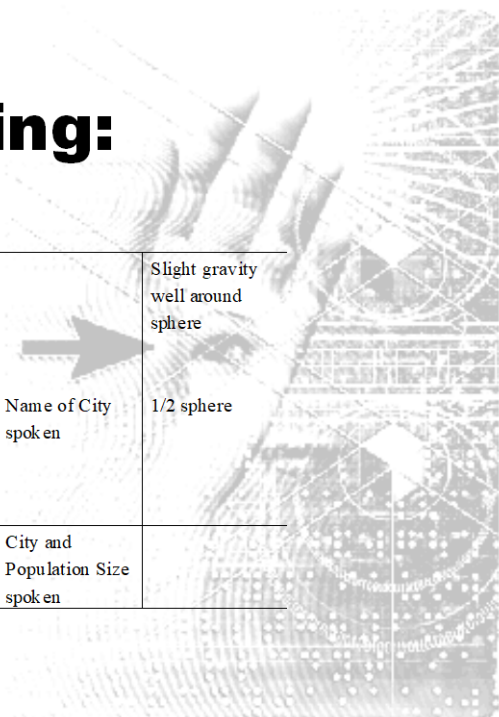 ing:
Slight gravity
well around
sphere
Name of City
spoken
1/2 sphere
City and
Population Size
spoken